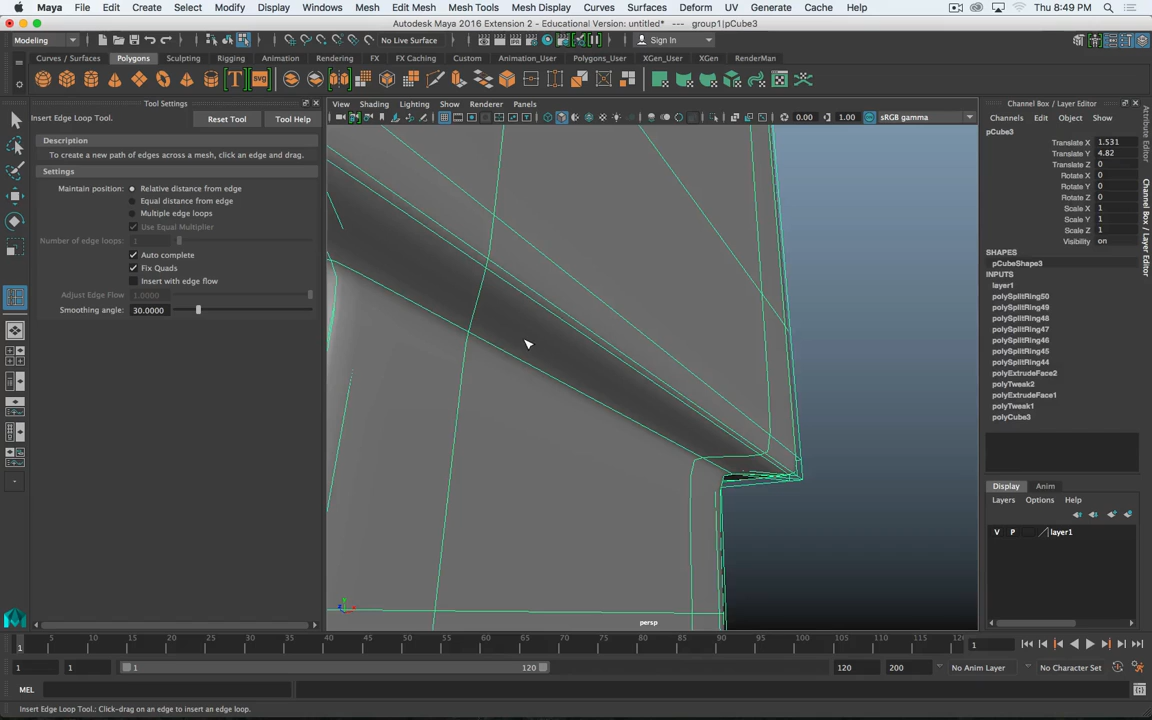 Maya File Edit Create Select Modify Display Windows Mesh Edit Mesh Mesh Tools Mesh Display Curves Surfaces Deform UV Generate Cache Help Thu 8:49 PM
Autodesk Maya 2016 Extension 2 - Educational Version: untitled* --- group1|pCube3
Modeling No Live Surface Sign In
Curves / Surfaces Polygons Sculpting Rigging Animation Rendering FX FX Caching Custom Animation_User Polygons_User XGen_User XGen RenderMan
Tool Settings
Insert Edge Loop Tool. Reset Tool Tool Help
Description
To create a new path of edges across a mesh, click an edge and drag.
Settings
Maintain position: Relative distance from edge
Equal distance from edge
Multiple edge loops
Use Equal Multiplier
Number of edge loops: 1
Auto complete
Fix Quads
Insert with edge flow
Adjust Edge Flow 1.0000
Smoothing angle: 30.0000
View Shading Lighting Show Renderer Panels
0.00 1.00 sRGB gamma
persp
Channel Box / Layer Editor
Channels Edit Object Show
pCube3
Translate X 1.531
Translate Y 4.82
Translate Z 0
Rotate X 0
Rotate Y 0
Rotate Z 0
Scale X 1
Scale Y 1
Scale Z 1
Visibility on
SHAPES
pCubeShape3
INPUTS
layer1
polySplitRing50
polySplitRing49
polySplitRing48
polySplitRing47
polySplitRing46
polySplitRing45
polySplitRing44
polyExtrudeFace2
polyTweak2
polyExtrudeFace1
polyTweak1
polyCube3
Display Anim
Layers Options Help
V P layer1
Attribute Editor
Channel Box / Layer Editor
5 10 15 20 25 30 35 40 45 50 55 60 65 70 75 80 85 90 95 100 105 110 115 12
1 1
1 1 1 120 120 200 No Anim Layer No Character Set
MEL
Insert Edge Loop Tool.: Click-drag on an edge to insert an edge loop.